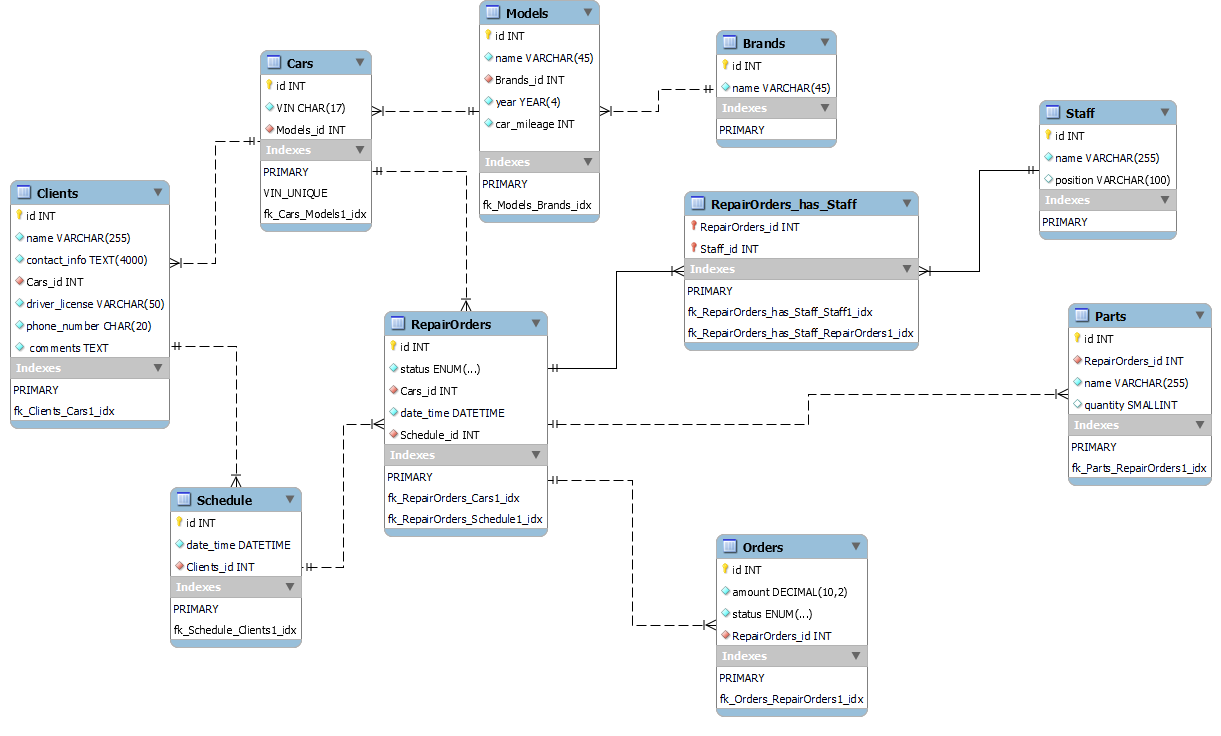 Models
id INT
name VARCHAR(45)
Brands_id INT
year YEAR(4)
car_mileage INT
Indexes
PRIMARY
fk_Models_Brands_idx
Brands
id INT
name VARCHAR(45)
Indexes
PRIMARY
Cars
id INT
VIN CHAR(17)
Models_id INT
Indexes
PRIMARY
VIN_UNIQUE
fk_Cars_Models1_idx
Staff
id INT
name VARCHAR(255)
position VARCHAR(100)
Indexes
PRIMARY
Clients
id INT
name VARCHAR(255)
contact_info TEXT(4000)
Cars_id INT
driver_license VARCHAR(50)
phone_number CHAR(20)
comments TEXT
Indexes
PRIMARY
fk_Clients_Cars1_idx
RepairOrders_has_Staff
RepairOrders_id INT
Staff_id INT
Indexes
PRIMARY
fk_RepairOrders_has_Staff_Staff1_idx
fk_RepairOrders_has_Staff_RepairOrders1_idx
RepairOrders
id INT
status ENUM(...)
Cars_id INT
date_time DATETIME
Schedule_id INT
Indexes
PRIMARY
fk_RepairOrders_Cars1_idx
fk_RepairOrders_Schedule1_idx
Parts
id INT
RepairOrders_id INT
name VARCHAR(255)
quantity SMALLINT
Indexes
PRIMARY
fk_Parts_RepairOrders1_idx
Schedule
id INT
date_time DATETIME
Clients_id INT
Indexes
PRIMARY
fk_Schedule_Clients1_idx
Orders
id INT
amount DECIMAL(10,2)
status ENUM(...)
RepairOrders_id INT
Indexes
PRIMARY
fk_Orders_RepairOrders1_idx